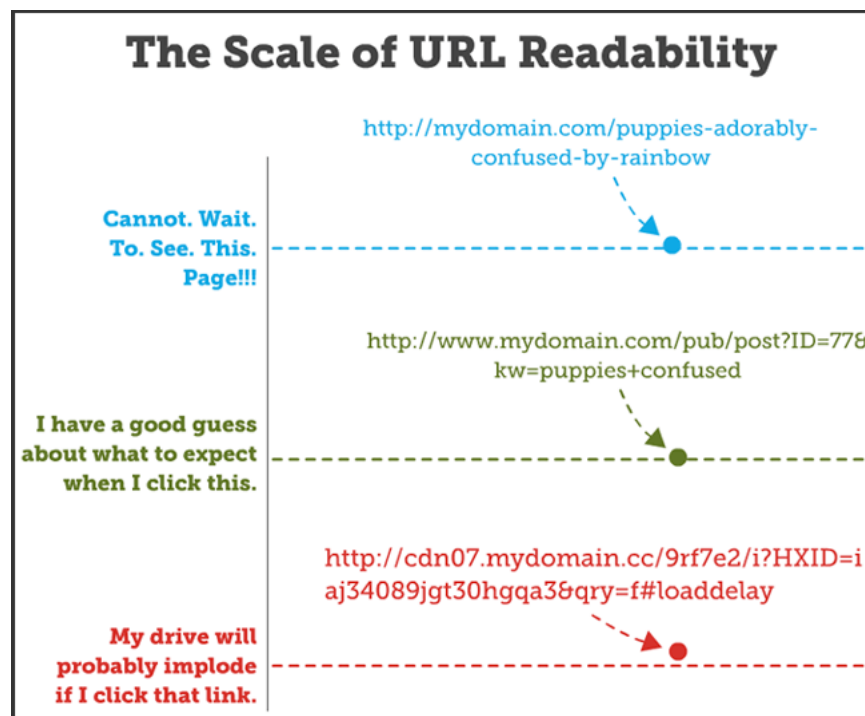 The Scale of URL Readability
http://mydomain.com/puppies-adorably-
confused-by-rainbow
Cannot. Wait.
To. See. This.
Page!!!
http://www.mydomain.com/pub/post?ID=77&
kw=puppies+confused
I have a good guess
about what to expect
when I click this.
http://cdn07.mydomain.cc/9rf7e2/i?HXID=i
aj34089jgt30hgqa3&qry=f#loaddelay
My drive will
probably implode
if I click that link.